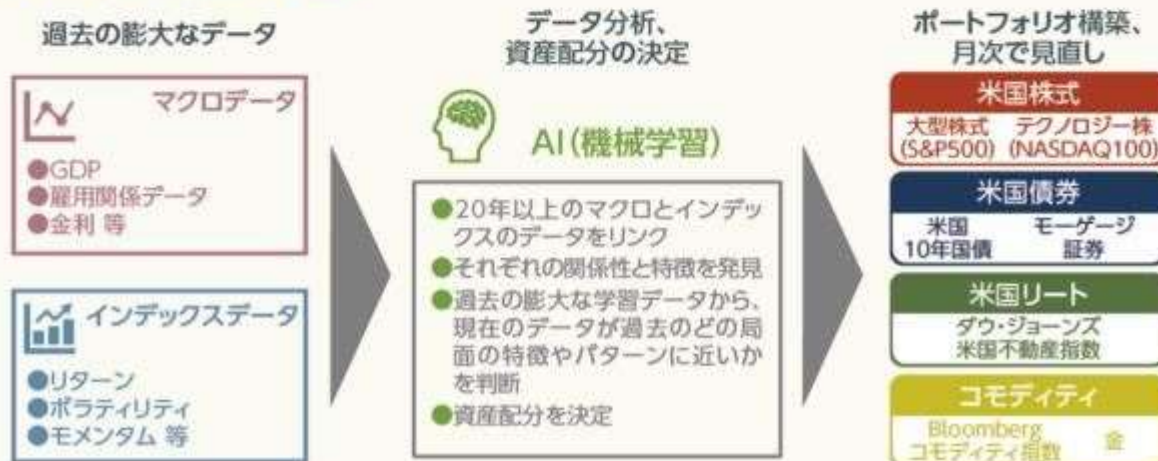 過去の膨大なデータ
マクロデータ
●GDP
●雇用関係データ
●金利 等
インデックスデータ
●リターン
●ボラティリティ
●モメンタム 等
データ分析、
資産配分の決定
AI(機械学習)
●20年以上のマクロとインデッ
クスのデータをリンク
●それぞれの関係性と特徴を発見
●過去の膨大な学習データから、
現在のデータが過去のどの局
面の特徴やパターンに近いか
を判断
●資産配分を決定
ポートフォリオ構築、
月次で見直し
米国株式
大型株式 テクノロジー株
(S&P500) (NASDAQ100)
米国債券
米国 モーゲージ
10年国債 証券
米国リート
ダウ・ジョーンズ
米国不動産指数
コモディティ
Bloomberg
コモディティ指数 金